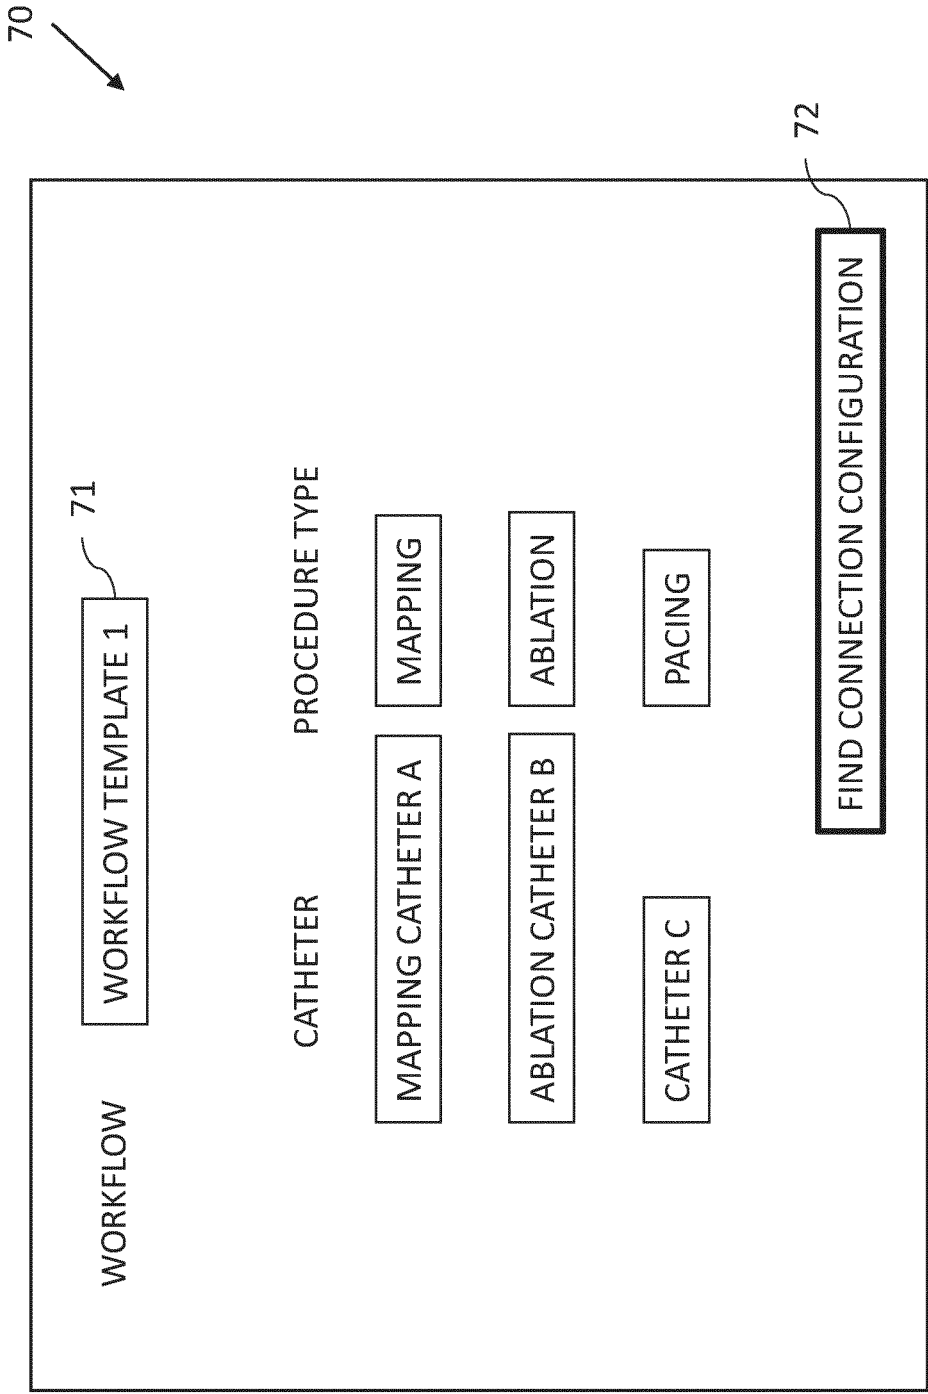 70
WORKFLOW WORKFLOW TEMPLATE 1 71
CATHETER PROCEDURE TYPE
MAPPING CATHETER A MAPPING
ABLATION CATHETER B ABLATION
CATHETER C PACING
72
FIND CONNECTION CONFIGURATION